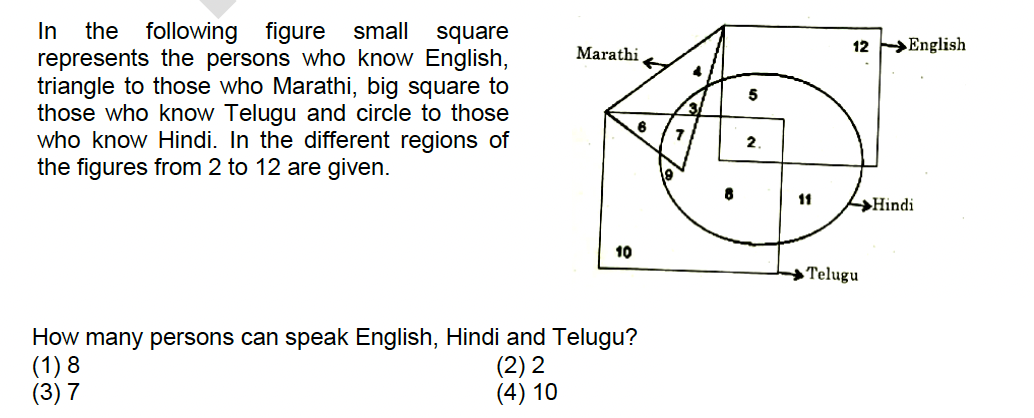 In the following figure small square
represents the persons who know English,
triangle to those who Marathi, big square to
those who know Telugu and circle to those
who know Hindi. In the different regions of
the figures from 2 to 12 are given.
Marathi
12
English
4
5
3
6
7
2.
9
8
11
Hindi
10
Telugu
How many persons can speak English, Hindi and Telugu?
(1) 8
(2) 2
(3) 7
(4) 10